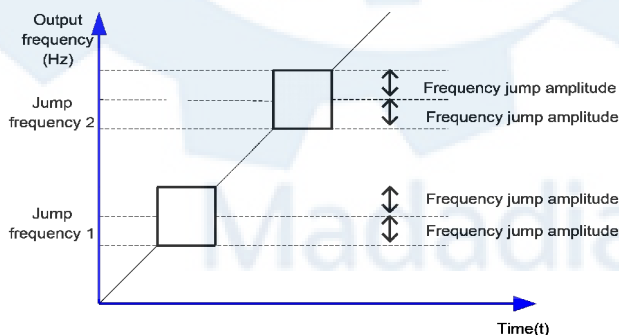 Output
frequency
(Hz)
Jump
frequency 2
Frequency jump amplitude
Frequency jump amplitude
Jump
frequency 1
Frequency jump amplitude
Frequency jump amplitude
Madadia
Time(t)